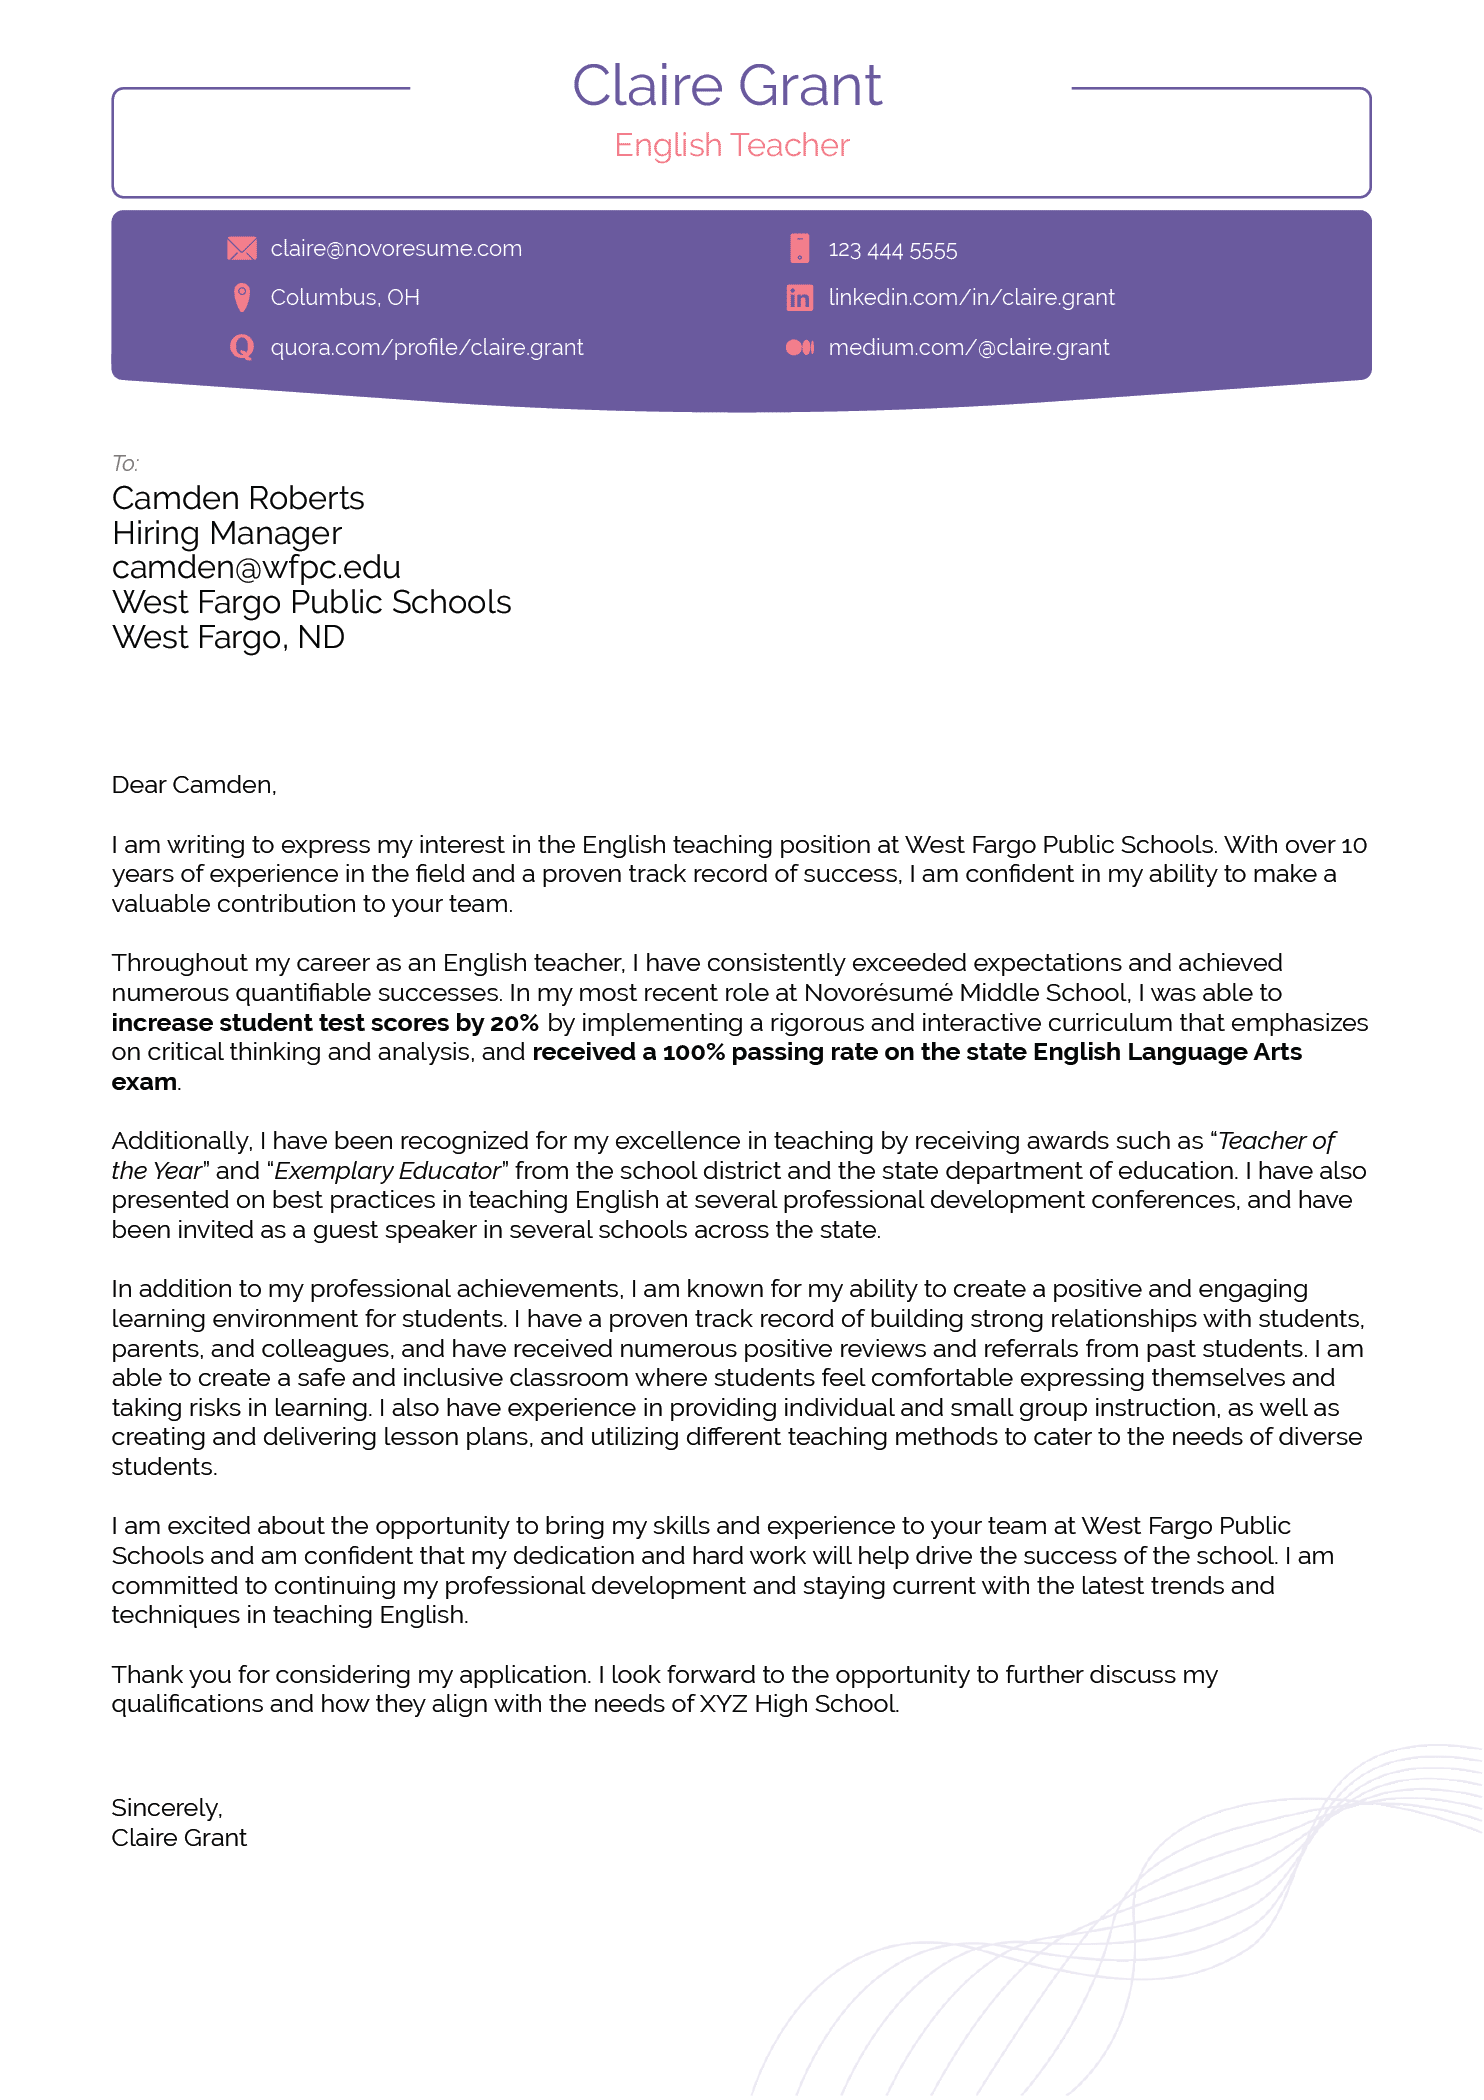 Claire Grant
English Teacher
claire@novoresume.com
123 444 5555
Columbus, OH
linkedin.com/in/claire.grant
quora.com/profile/claire.grant
medium.com/@claire.grant
To:
Camden Roberts
Hiring Manager
camden@wfpc.edu
West Fargo Public Schools
West Fargo, ND
Dear Camden,
I am writing to express my interest in the English teaching position at West Fargo Public Schools. With over 10
years of experience in the field and a proven track record of success, I am confident in my ability to make a
valuable contribution to your team.
Throughout my career as an English teacher, I have consistently exceeded expectations and achieved
numerous quantifiable successes. In my most recent role at Novorésumé Middle School, I was able to
increase student test scores by 20% by implementing a rigorous and interactive curriculum that emphasizes
on critical thinking and analysis, and received a 100% passing rate on the state English Language Arts
exam.
Additionally, I have been recognized for my excellence in teaching by receiving awards such as “Teacher of
the Year” and “Exemplary Educator” from the school district and the state department of education. I have also
presented on best practices in teaching English at several professional development conferences, and have
been invited as a guest speaker in several schools across the state.
In addition to my professional achievements, I am known for my ability to create a positive and engaging
learning environment for students. I have a proven track record of building strong relationships with students,
parents, and colleagues, and have received numerous positive reviews and referrals from past students. I am
able to create a safe and inclusive classroom where students feel comfortable expressing themselves and
taking risks in learning. I also have experience in providing individual and small group instruction, as well as
creating and delivering lesson plans, and utilizing different teaching methods to cater to the needs of diverse
students.
I am excited about the opportunity to bring my skills and experience to your team at West Fargo Public
Schools and am confident that my dedication and hard work will help drive the success of the school. I am
committed to continuing my professional development and staying current with the latest trends and
techniques in teaching English.
Thank you for considering my application. I look forward to the opportunity to further discuss my
qualifications and how they align with the needs of XYZ High School.
Sincerely,
Claire Grant